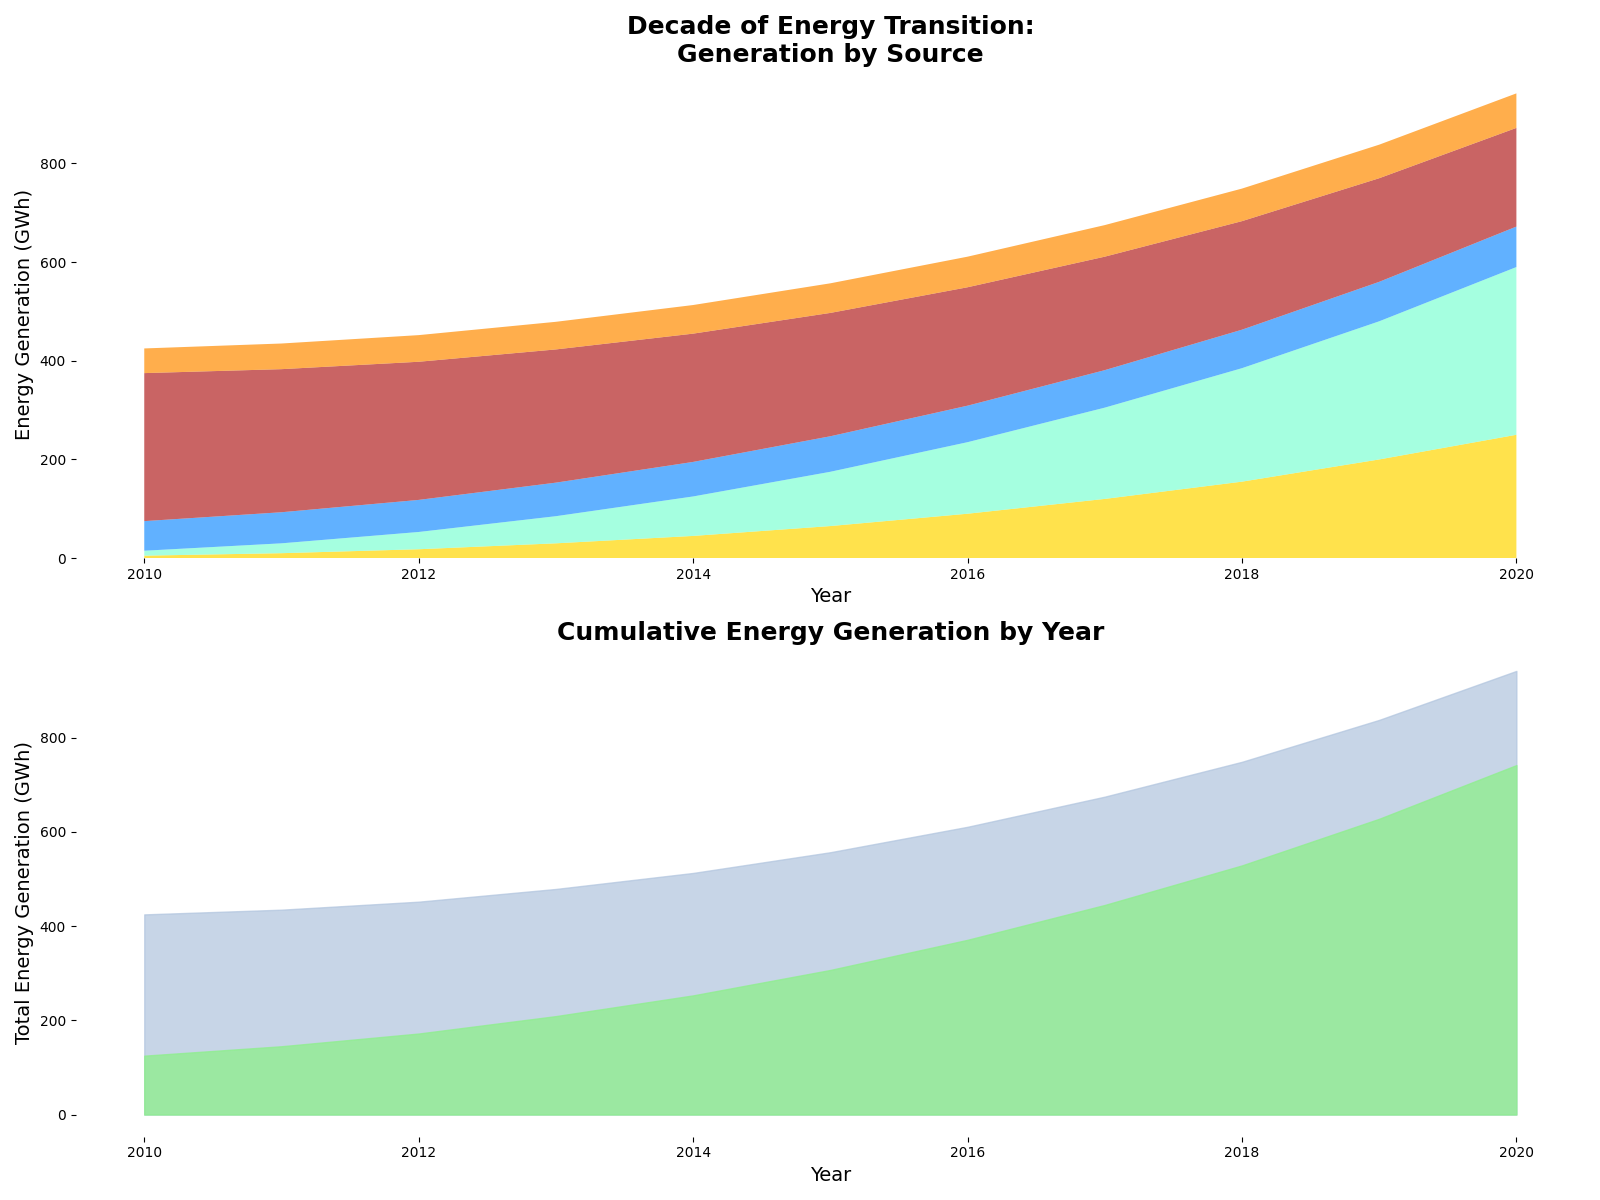 Decade of Energy Transition:
Generation by Source
Energy Generation (GWh)
800
600
400
200
0
2010 2012 2014 2016 2018 2020
Year
Cumulative Energy Generation by Year
Total Energy Generation (GWh)
800
600
400
200
0
2010 2012 2014 2016 2018 2020
Year